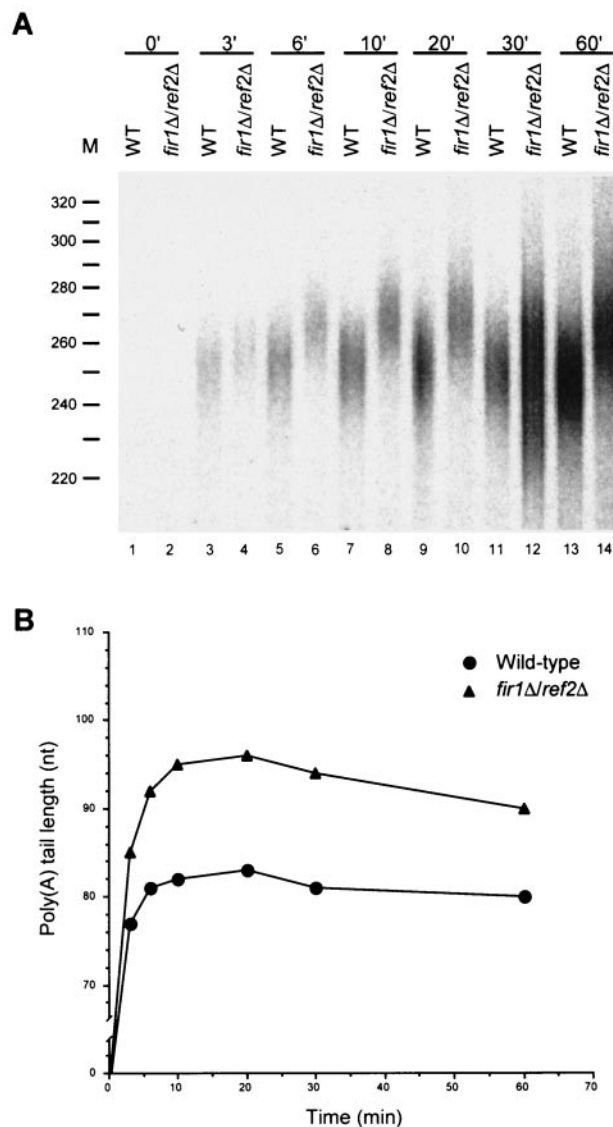 A
0' 3' 6' 10' 20' 30' 60'
M WT fir1Δ/ref2Δ WT fir1Δ/ref2Δ WT fir1Δ/ref2Δ WT fir1Δ/ref2Δ WT fir1Δ/ref2Δ WT fir1Δ/ref2Δ WT fir1Δ/ref2Δ
320
300
280
260
240
220
1 2 3 4 5 6 7 8 9 10 11 12 13 14
B
110
Wild-type
fir1Δ/ref2Δ
100
90
80
70
0
Poly(A) tail length (nt)
0 10 20 30 40 50 60 70
Time (min)